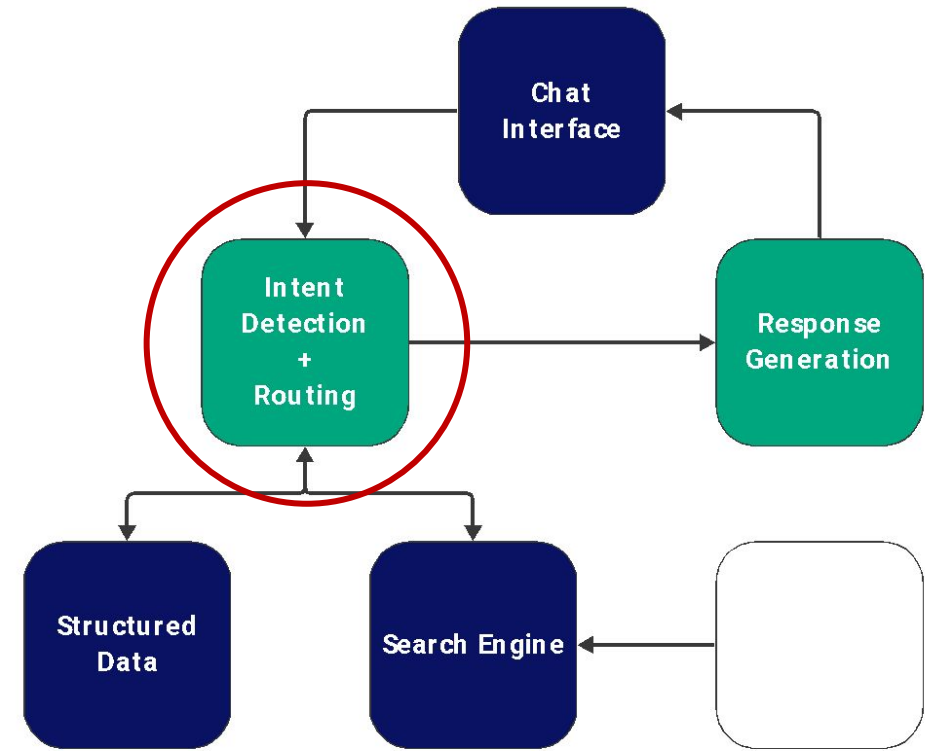 Chat
Interface
Intent
Detection
+
Routing
Response
Generation
Structured
Data
Search Engine